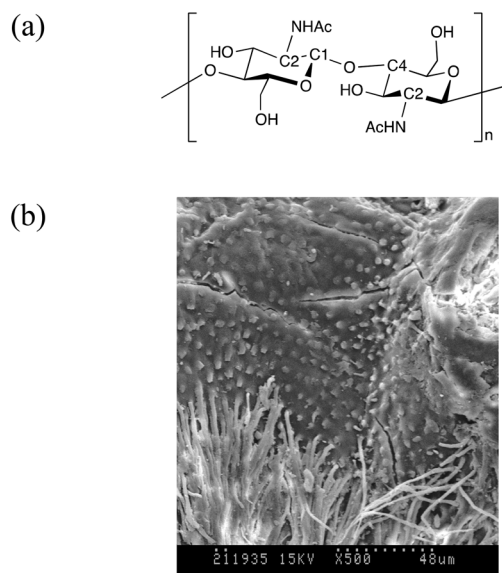 (a)
NHAc
OH
HO
C2
C1
O
C4
O
O
O
HO
C2
OH
AcHN
n
(b)
211935 15KV X500 48um